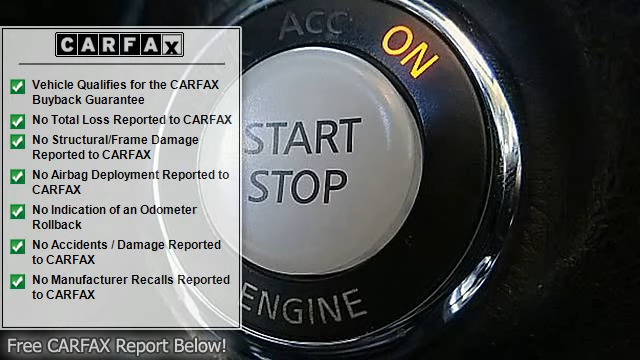 CARFAX
Vehicle Qualifies for the CARFAX
Buyback Guarantee
No Total Loss Reported to CARFAX
No Structural/Frame Damage
Reported to CARFAX
No Airbag Deployment Reported to
CARFAX
No Indication of an Odometer
Rollback
No Accidents / Damage Reported
to CARFAX
No Manufacturer Recalls Reported
to CARFAX
Free CARFAX Report Below!
ACC
ON
START
STOP
ENGINE